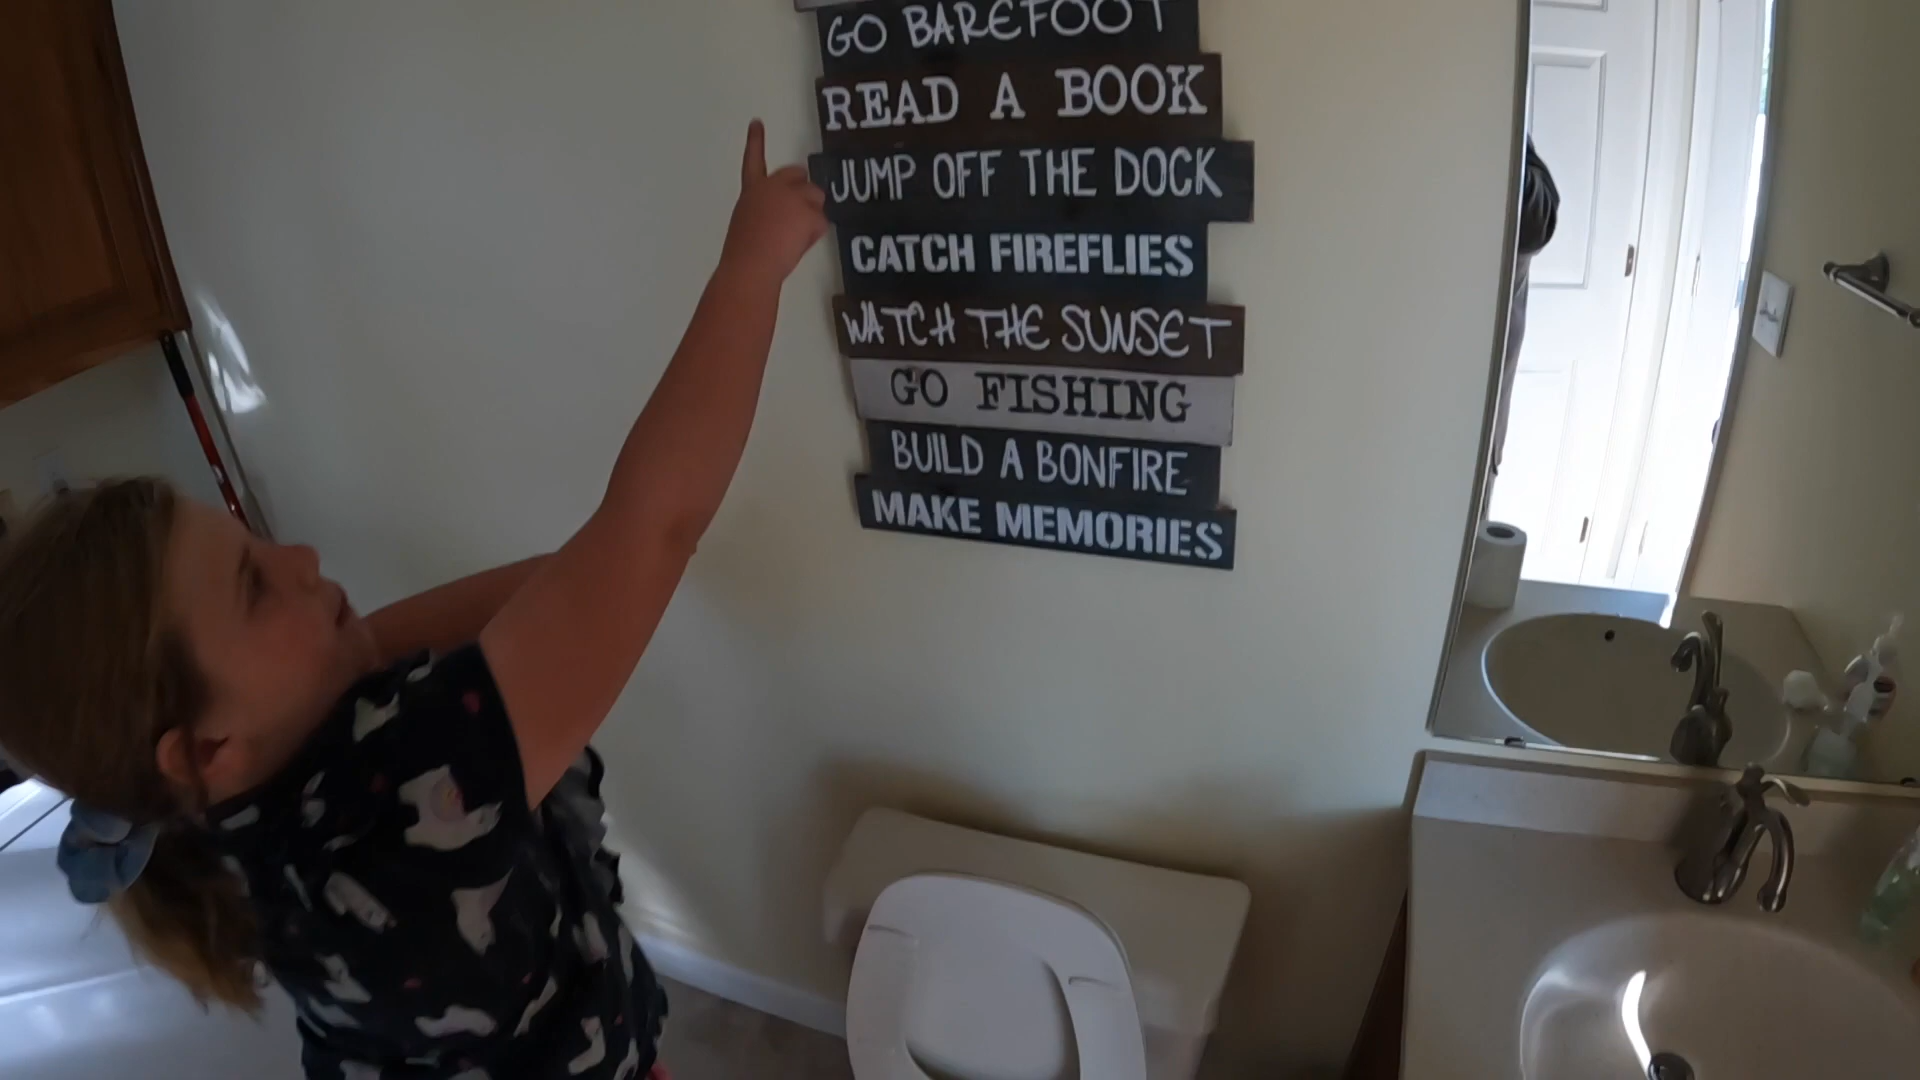 GO BAREFOOT
READ A BOOK
JUMP OFF THE DOCK
CATCH FIREFLIES
WATCH THE SUNSET
GO FISHING
BUILD A BONFIRE
MAKE MEMORIES